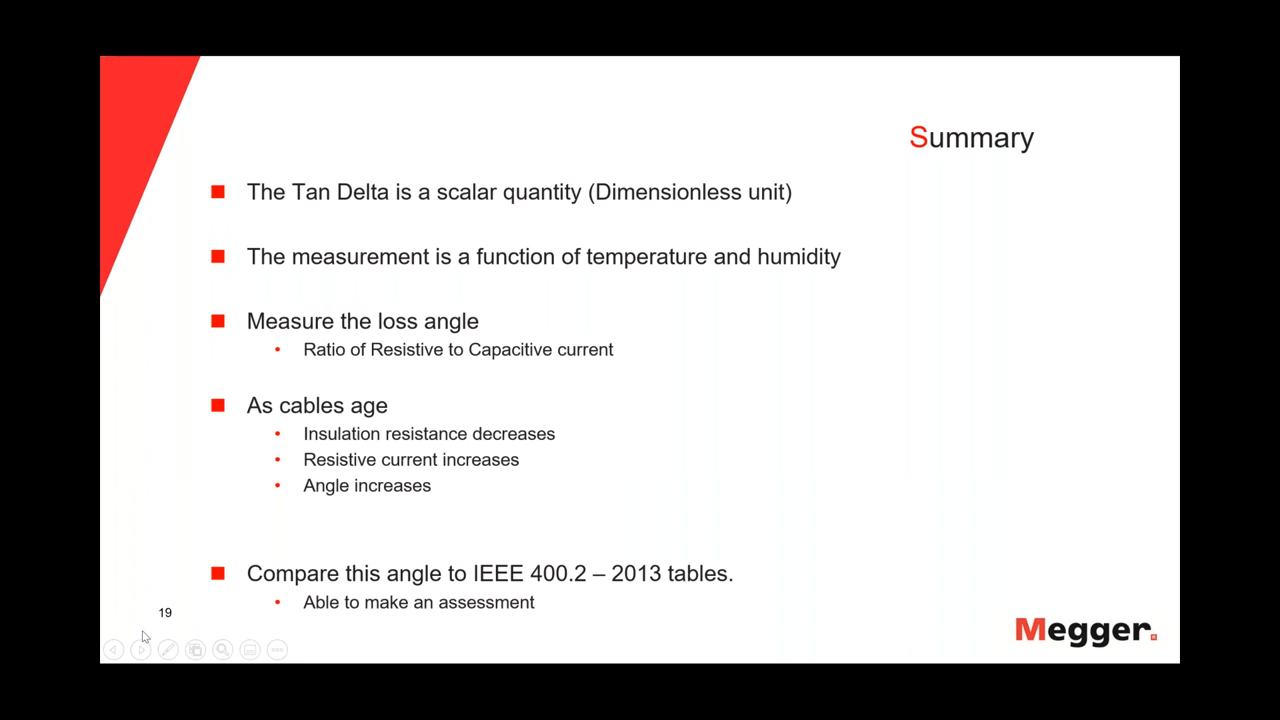 Summary
The Tan Delta is a scalar quantity (Dimensionless unit)
The measurement is a function of temperature and humidity
Measure the loss angle
Ratio of Resistive to Capacitive current
As cables age
Insulation resistance decreases
Resistive current increases
Angle increases
Compare this angle to IEEE 400.2 – 2013 tables.
Able to make an assessment
19
Megger.